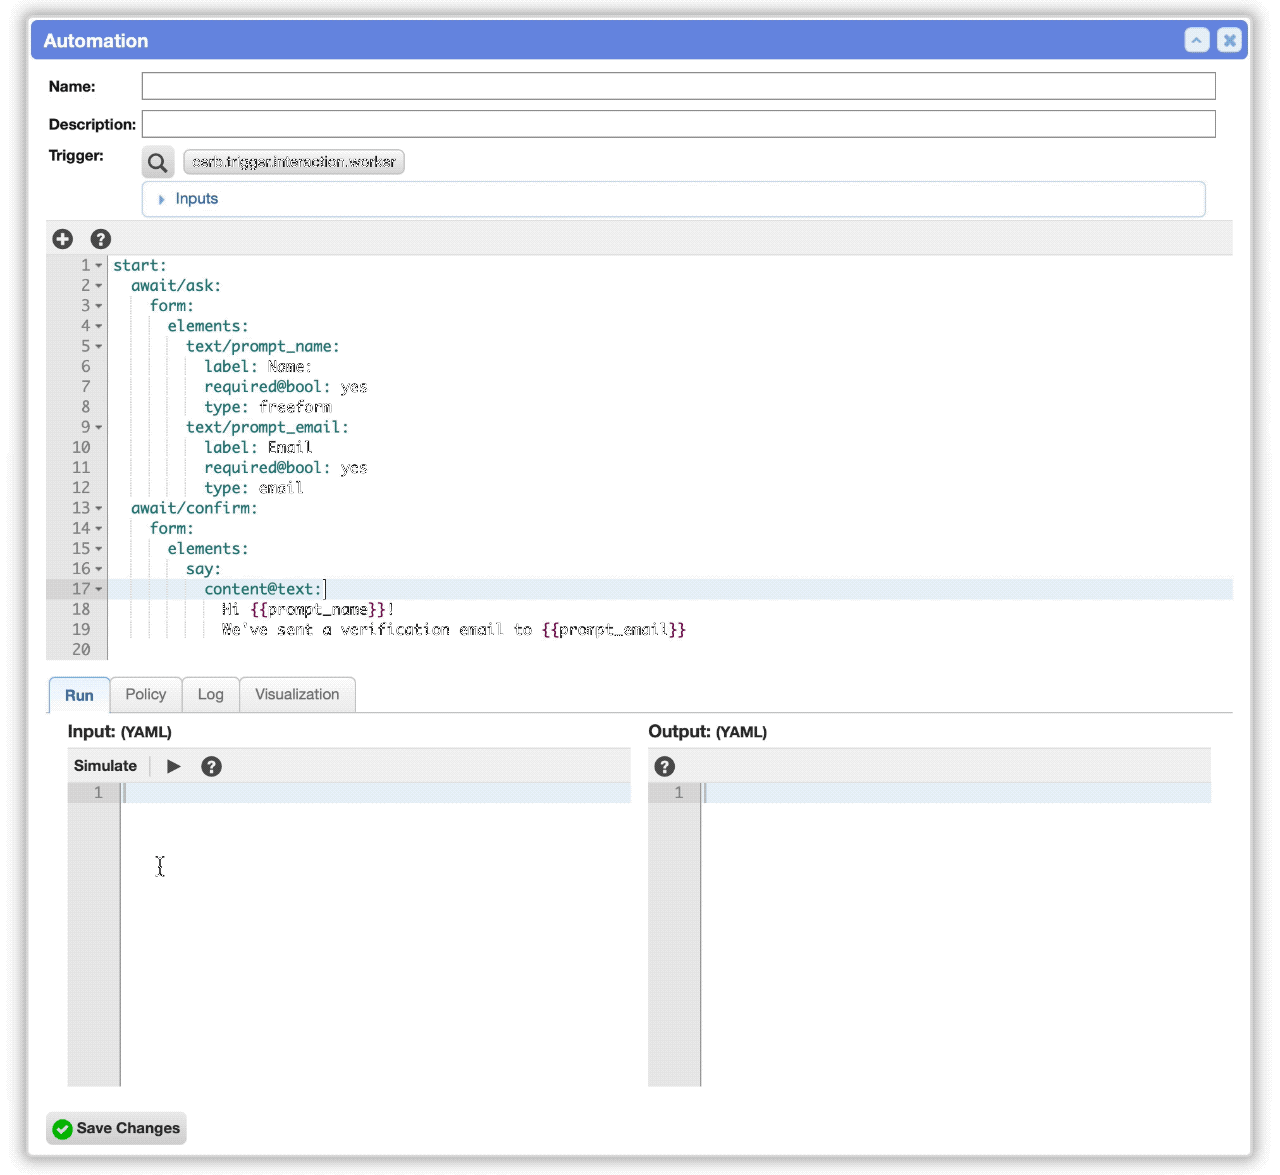 Automation
Name:
Description:
Trigger:
cerb.trigger.interaction.worker
Inputs
1 start:
2 await/ask:
3 form:
4 elements:
5 text/prompt_name:
6 label: Name:
7 required@bool: yes
8 type: freeform
9 text/prompt_email:
10 label: Email
11 required@bool: yes
12 type: email
13 await/confirm:
14 form:
15 elements:
16 say:
17 content@text:
18 Hi {{prompt_name}}!
19 We've sent a verification email to {{prompt_email}}
20
Run Policy Log Visualization
Input: (YAML) Output: (YAML)
Simulate
1 1
Save Changes